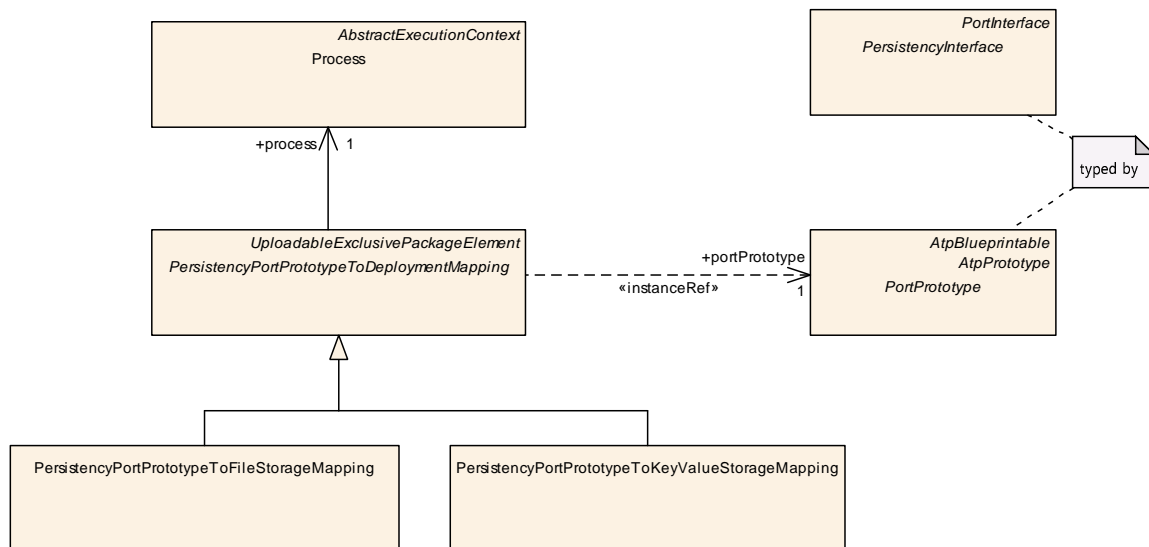 AbstractExecutionContext
Process
PortInterface
PersistencyInterface
+process
1
typed by
UploadableExclusivePackageElement
PersistencyPortPrototypeToDeploymentMapping
+portPrototype
«instanceRef»
1
AtpBlueprintable
AtpPrototype
PortPrototype
PersistencyPortPrototypeToFileStorageMapping
PersistencyPortPrototypeToKeyValueStorageMapping